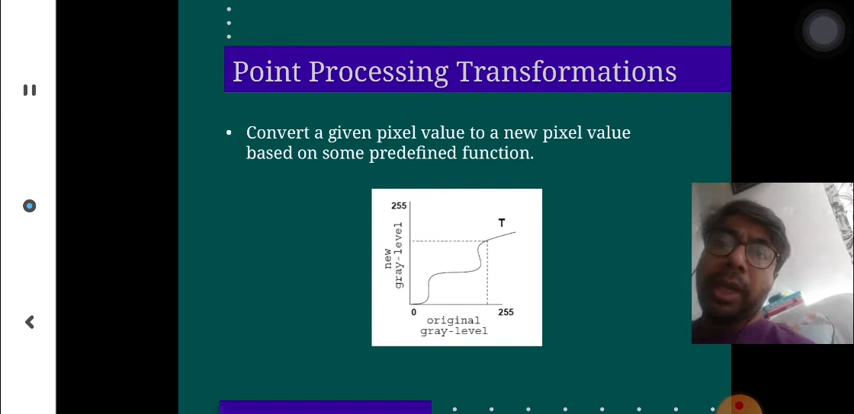 Point Processing Transformations
• Convert a given pixel value to a new pixel value
based on some predefined function.
255
T
new
gray-level
0
255
original
gray-level